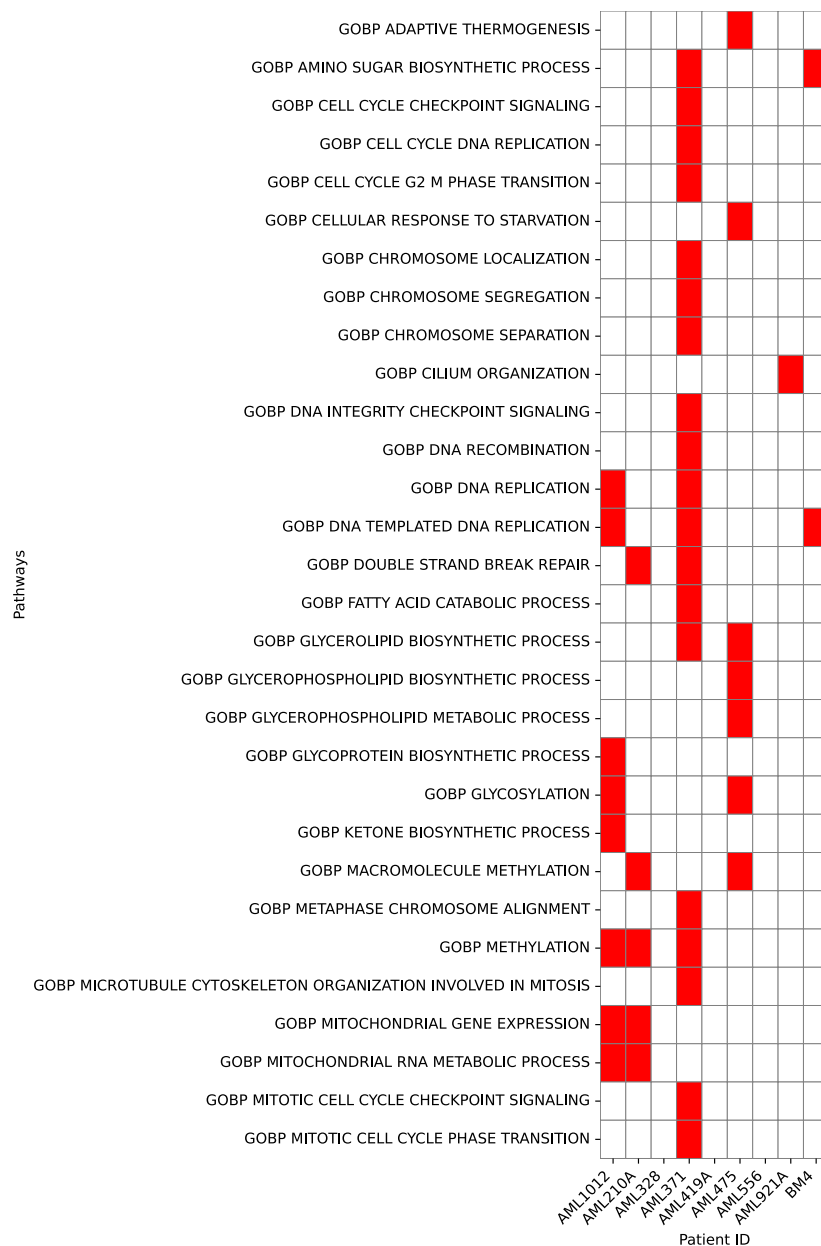 GOBP ADAPTIVE THERMOGENESIS
GOBP AMINO SUGAR BIOSYNTHETIC PROCESS
GOBP CELL CYCLE CHECKPOINT SIGNALING
GOBP CELL CYCLE DNA REPLICATION
GOBP CELL CYCLE G2 M PHASE TRANSITION
GOBP CELLULAR RESPONSE TO STARVATION
GOBP CHROMOSOME LOCALIZATION
GOBP CHROMOSOME SEGREGATION
GOBP CHROMOSOME SEPARATION
GOBP CILIUM ORGANIZATION
GOBP DNA INTEGRITY CHECKPOINT SIGNALING
GOBP DNA RECOMBINATION
GOBP DNA REPLICATION
GOBP DNA TEMPLATED DNA REPLICATION
GOBP DOUBLE STRAND BREAK REPAIR
GOBP FATTY ACID CATABOLIC PROCESS
GOBP GLYCEROLIPID BIOSYNTHETIC PROCESS
GOBP GLYCEROPHOSPHOLIPID BIOSYNTHETIC PROCESS
GOBP GLYCEROPHOSPHOLIPID METABOLIC PROCESS
GOBP GLYCOPROTEIN BIOSYNTHETIC PROCESS
GOBP GLYCOSYLATION
GOBP KETONE BIOSYNTHETIC PROCESS
GOBP MACROMOLECULE METHYLATION
GOBP METAPHASE CHROMOSOME ALIGNMENT
GOBP METHYLATION
GOBP MICROTUBULE CYTOSKELETON ORGANIZATION INVOLVED IN MITOSIS
GOBP MITOCHONDRIAL GENE EXPRESSION
GOBP MITOCHONDRIAL RNA METABOLIC PROCESS
GOBP MITOTIC CELL CYCLE CHECKPOINT SIGNALING
GOBP MITOTIC CELL CYCLE PHASE TRANSITION
Pathways
AML1012
AML210A
AML328
AML371
AML419A
AML475
AML556
AML921A
BM4
Patient ID